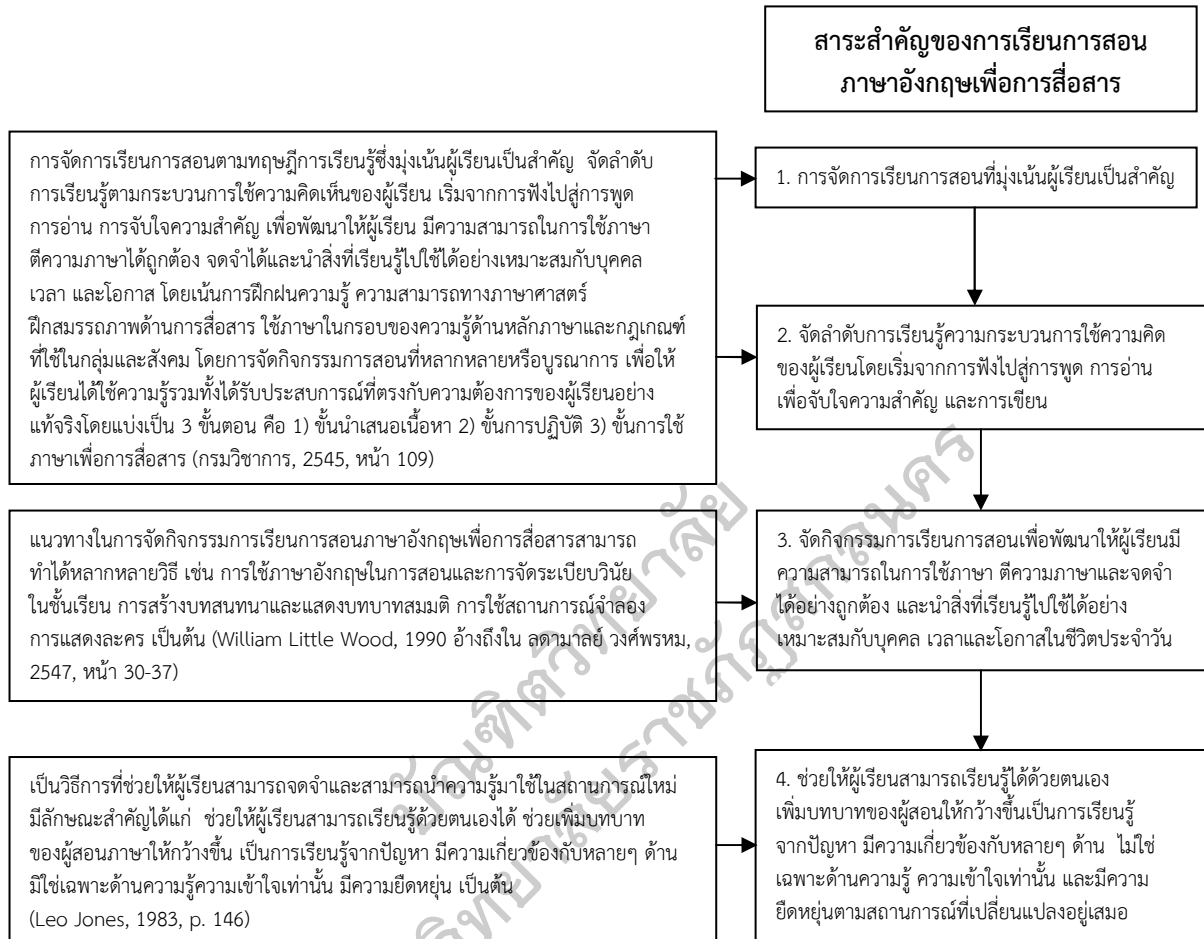 สาระสำคัญของการเรียนการสอน
ภาษาอังกฤษเพื่อการสื่อสาร
การจัดการเรียนการสอนตามทฤษฎีการเรียนรู้ซึ่งมุ่งเน้นผู้เรียนเป็นสำคัญ จัดลำดับ
การเรียนรู้ตามกระบวนการใช้ความคิดเห็นของผู้เรียน เริ่มจากการฟังไปสู่การพูด
การอ่าน การจับใจความสำคัญ เพื่อพัฒนาให้ผู้เรียน มีความสามารถในการใช้ภาษา
ตีความภาษาได้ถูกต้อง จดจำได้และนำสิ่งที่เรียนรู้ไปใช้ได้อย่างเหมาะสมกับบุคคล
เวลา และโอกาส โดยเน้นการฝึกฝนความรู้ ความสามารถทางภาษาศาสตร์
ฝึกสมรรถภาพด้านการสื่อสาร ใช้ภาษาในกรอบของความรู้ด้านหลักภาษาและกฎเกณฑ์
ที่ใช้ในกลุ่มและสังคม โดยการจัดกิจกรรมการสอนที่หลากหลายหรือบูรณาการ เพื่อให้
ผู้เรียนได้ใช้ความรู้รวมทั้งได้รับประสบการณ์ที่ตรงกับความต้องการของผู้เรียนอย่าง
แท้จริงโดยแบ่งเป็น 3 ขั้นตอน คือ 1) ขั้นนำเสนอเนื้อหา 2) ขั้นการปฏิบัติ 3) ขั้นการใช้
ภาษาเพื่อการสื่อสาร (กรมวิชาการ, 2545, หน้า 109)
1. การจัดการเรียนการสอนที่มุ่งเน้นผู้เรียนเป็นสำคัญ
2. จัดลำดับการเรียนรู้ความกระบวนการใช้ความคิด
ของผู้เรียนโดยเริ่มจากการฟังไปสู่การพูด การอ่าน
เพื่อจับใจความสำคัญ และการเขียน
แนวทางในการจัดกิจกรรมการเรียนการสอนภาษาอังกฤษเพื่อการสื่อสารสามารถ
ทำได้หลากหลายวิธี เช่น การใช้ภาษาอังกฤษในการสอนและการจัดระเบียบวินัย
ในชั้นเรียน การสร้างบทสนทนาและแสดงบทบาทสมมติ การใช้สถานการณ์จำลอง
การแสดงละคร เป็นต้น (William Little Wood, 1990 อ้างถึงใน ลดามาลย์ วงศ์พรหม,
2547, หน้า 30-37)
3. จัดกิจกรรมการเรียนการสอนเพื่อพัฒนาให้ผู้เรียนมี
ความสามารถในการใช้ภาษา ตีความภาษาและจดจำ
ได้อย่างถูกต้อง และนำสิ่งที่เรียนรู้ไปใช้ได้อย่าง
เหมาะสมกับบุคคล เวลาและโอกาสในชีวิตประจำวัน
เป็นวิธีการที่ช่วยให้ผู้เรียนสามารถจดจำและสามารถนำความรู้มาใช้ในสถานการณ์ใหม่
มีลักษณะสำคัญได้แก่ ช่วยให้ผู้เรียนสามารถเรียนรู้ด้วยตนเองได้ ช่วยเพิ่มบทบาท
ของผู้สอนภาษาให้กว้างขึ้น เป็นการเรียนรู้จากปัญหา มีความเกี่ยวข้องกับหลายๆ ด้าน
มิใช่เฉพาะด้านความรู้ความเข้าใจเท่านั้น มีความยืดหยุ่น เป็นต้น
(Leo Jones, 1983, p. 146)
4. ช่วยให้ผู้เรียนสามารถเรียนรู้ได้ด้วยตนเอง
เพิ่มบทบาทของผู้สอนให้กว้างขึ้นเป็นการเรียนรู้
จากปัญหา มีความเกี่ยวข้องกับหลายๆ ด้าน ไม่ใช่
เฉพาะด้านความรู้ ความเข้าใจเท่านั้น และมีความ
ยืดหยุ่นตามสถานการณ์ที่เปลี่ยนแปลงอยู่เสมอ
บัณฑิตวิทยาลัย